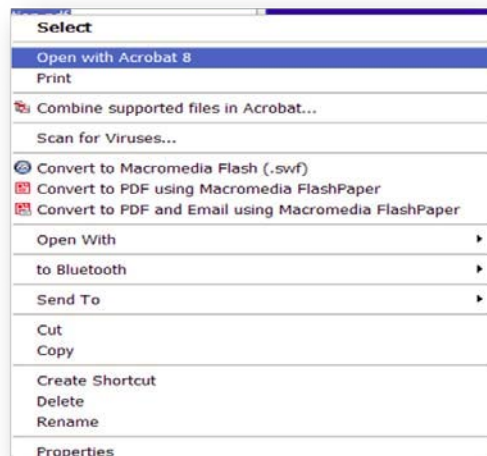 Select
Open with Acrobat 8
Print
Combine supported files in Acrobat...
Scan for Viruses...
Convert to Macromedia Flash (.swf)
Convert to PDF using Macromedia FlashPaper
Convert to PDF and Email using Macromedia FlashPaper
Open With
to Bluetooth
Send To
Cut
Copy
Create Shortcut
Delete
Rename
Properties